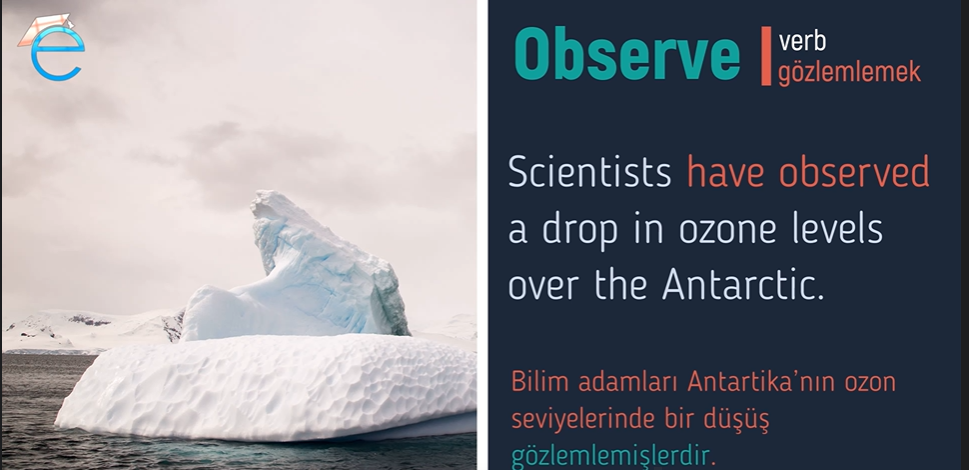 e
Observe
verb
gözlemlemek
Scientists have observed
a drop in ozone levels
over the Antarctic.
Bilim adamları Antartika'nın ozon
seviyelerinde bir düşüş
gözlemlemişlerdir.